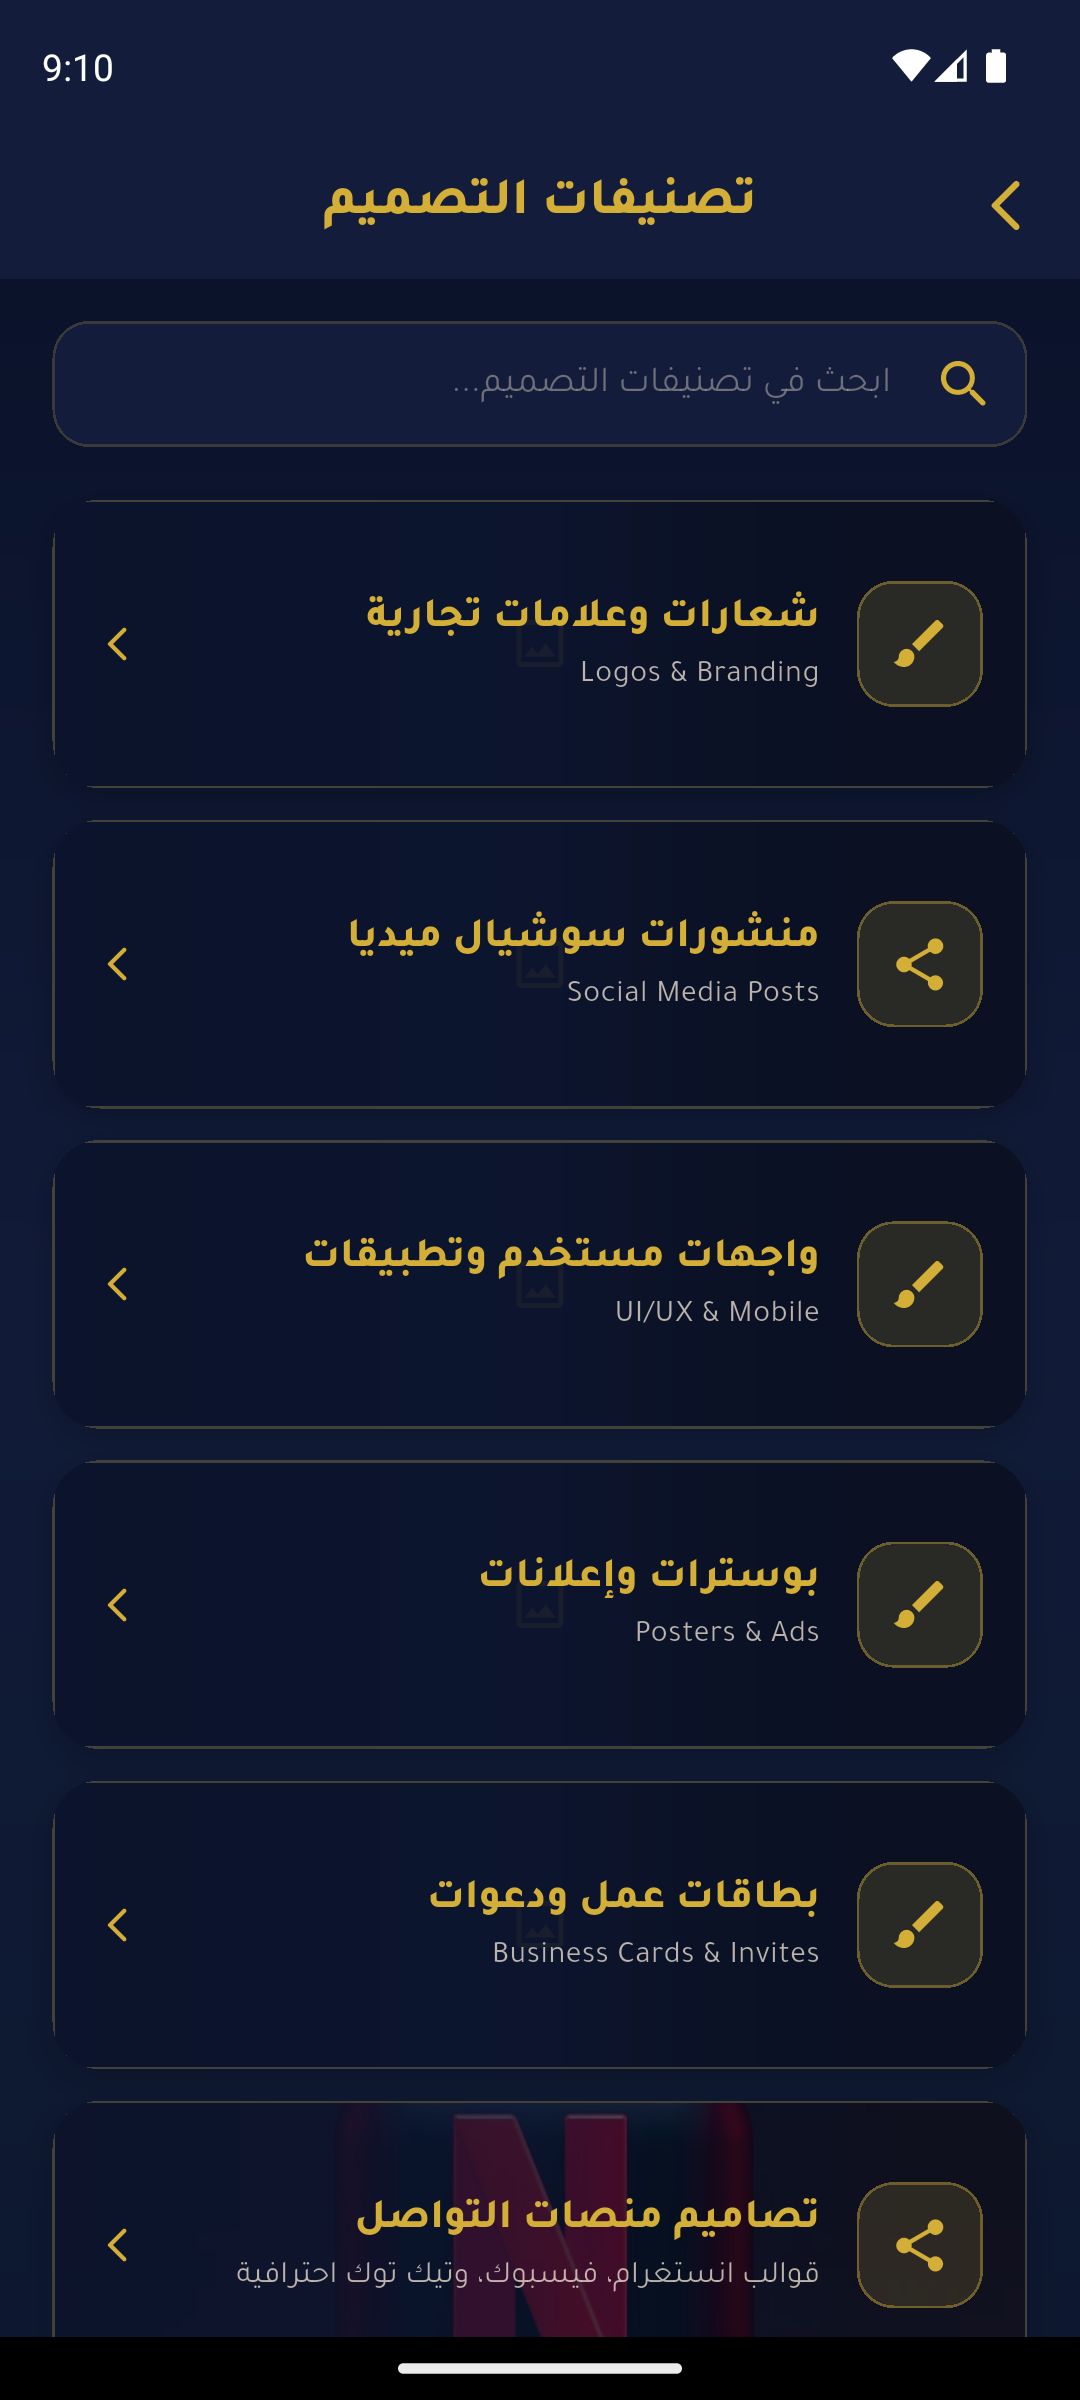 9:10
تصنيفات التصميم
ابحث في تصنيفات التصميم...
شعارات وعلامات تجارية
Logos & Branding
منشورات سوشيال ميديا
Social Media Posts
واجهات مستخدم وتطبيقات
UI/UX & Mobile
بوسترات وإعلانات
Posters & Ads
بطاقات عمل ودعوات
Business Cards & Invites
N
تصاميم منصات التواصل
قوالب انستغرام، فيسبوك، وتيك توك احترافية